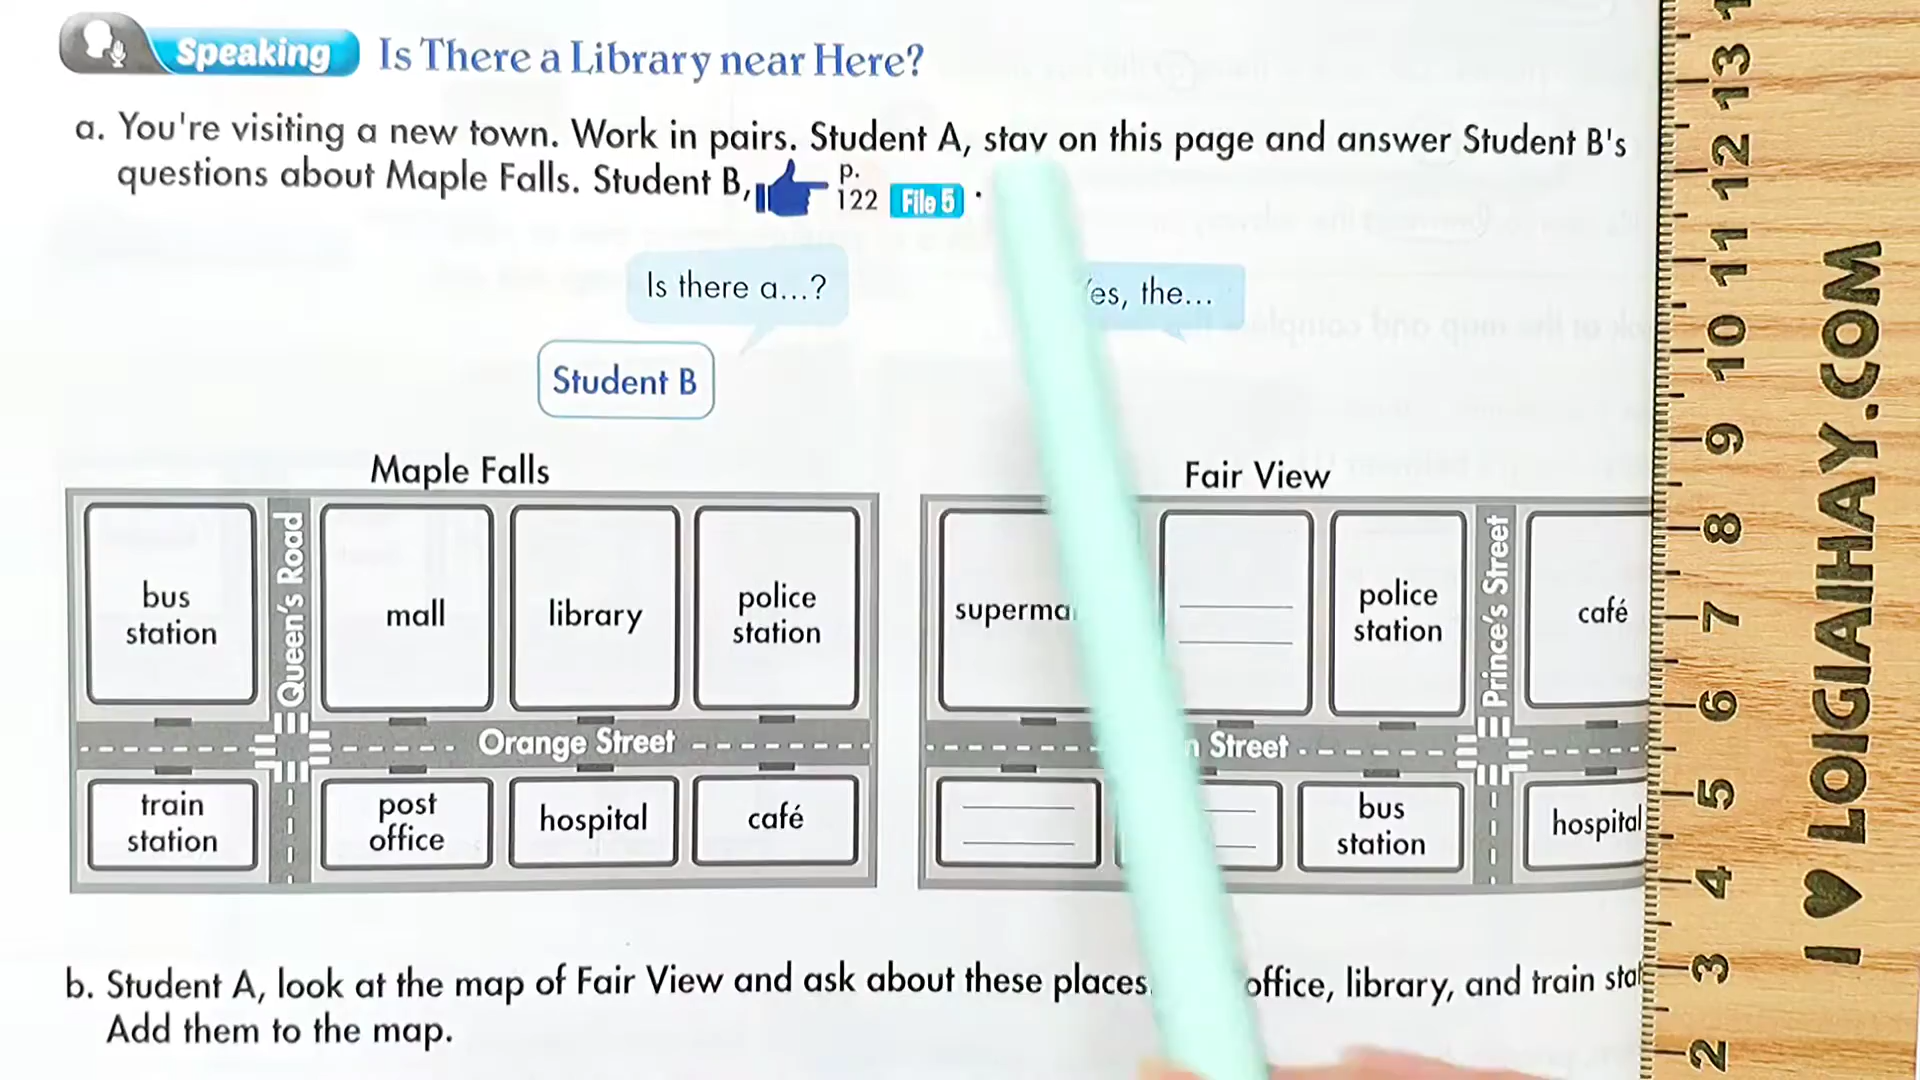 Speaking Is There a Library near Here?
a. You're visiting a new town. Work in pairs. Student A, stay on this page and answer Student B's
questions about Maple Falls. Student B, p. 122 File 5 .
Is there a...?
es, the...
Student B
Maple Falls
bus station
Queen's Road
mall
library
police station
Orange Street
train station
post office
hospital
café
Fair View
superma
police station
Prince's Street
café
n Street
bus station
hospital
b. Student A, look at the map of Fair View and ask about these places office, library, and train sta
Add them to the map.
13
12
11
10
9
8
7
6
5
4
3
2
I ♥ LOIGIAIHAY.COM